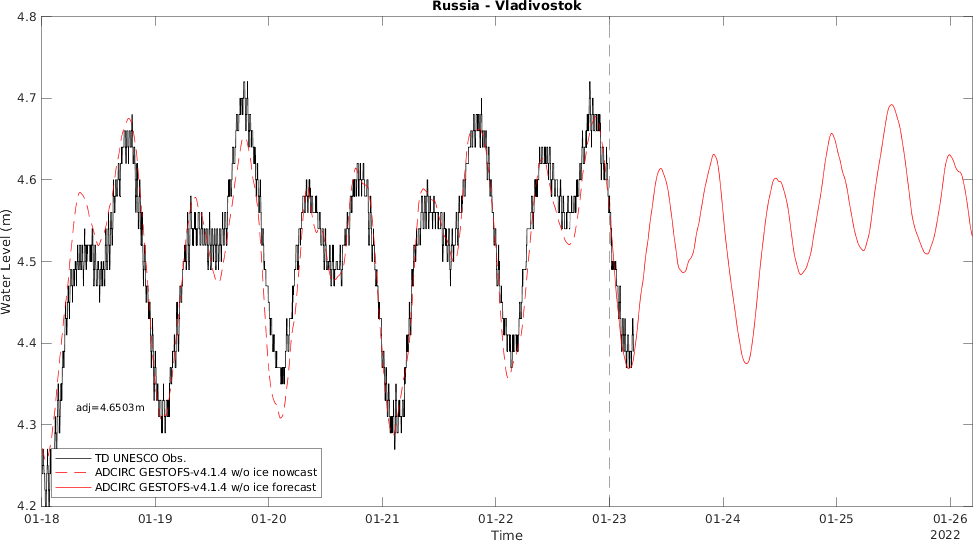 Russia - Vladivostok
4.8
4.7
4.6
4.5
4.4
4.3
4.2
Water Level (m)
adj=4.6503m
TD UNESCO Obs.
ADCIRC GESTOFS-v4.1.4 w/o ice nowcast
ADCIRC GESTOFS-v4.1.4 w/o ice forecast
01-18 01-19 01-20 01-21 01-22 01-23 01-24 01-25 01-26
2022
Time